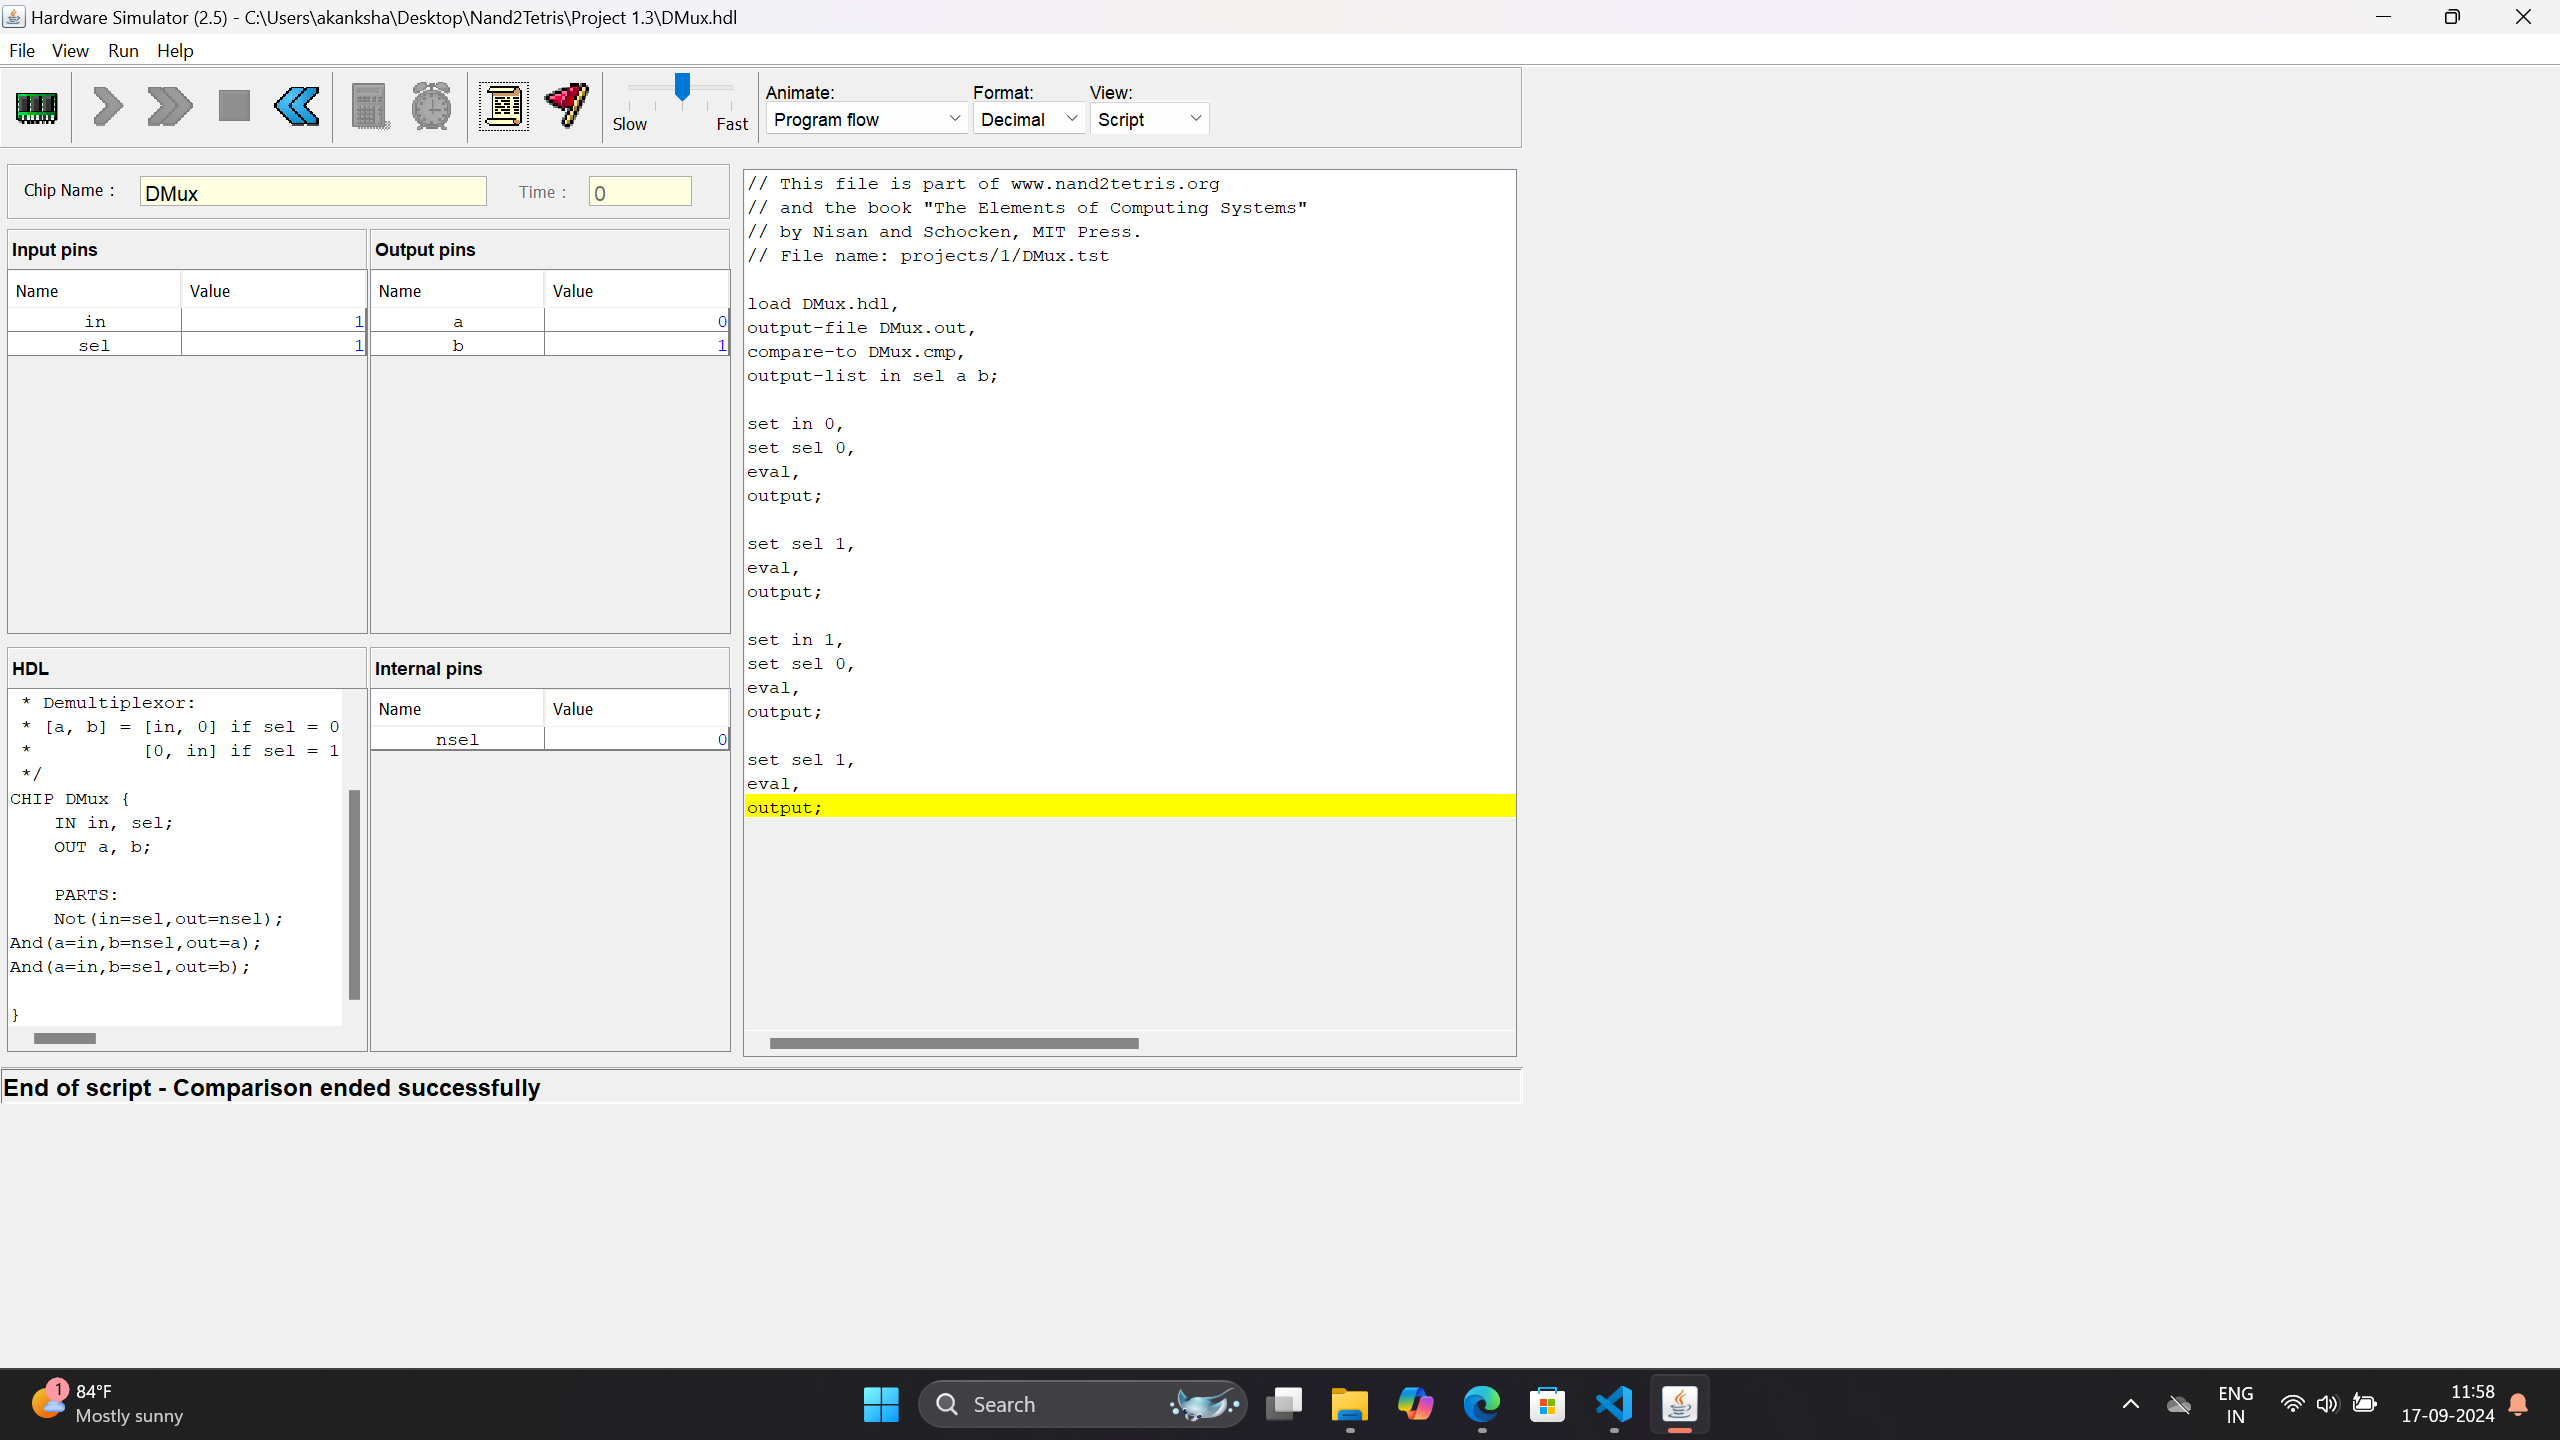 Hardware Simulator (2.5) - C:\Users\akanksha\Desktop\Nand2Tetris\Project 1.3\DMux.hdl
File View Run Help
Slow Fast
Animate: Format: View:
Program flow Decimal Script
Chip Name : DMux Time : 0
Input pins Output pins
Name Value Name Value
in 1 a 0
sel 1 b 1
HDL Internal pins
* Demultiplexor:
* [a, b] = [in, 0] if sel = 0
* [0, in] if sel = 1
*/
CHIP DMux {
IN in, sel;
OUT a, b;
PARTS:
Not(in=sel,out=nsel);
And(a=in,b=nsel,out=a);
And(a=in,b=sel,out=b);
}
Name Value
nsel 0
// This file is part of www.nand2tetris.org
// and the book "The Elements of Computing Systems"
// by Nisan and Schocken, MIT Press.
// File name: projects/1/DMux.tst
load DMux.hdl,
output-file DMux.out,
compare-to DMux.cmp,
output-list in sel a b;
set in 0,
set sel 0,
eval,
output;
set sel 1,
eval,
output;
set in 1,
set sel 0,
eval,
output;
set sel 1,
eval,
output;
End of script - Comparison ended successfully
1
84°F
Mostly sunny
Search
ENG
IN
11:58
17-09-2024